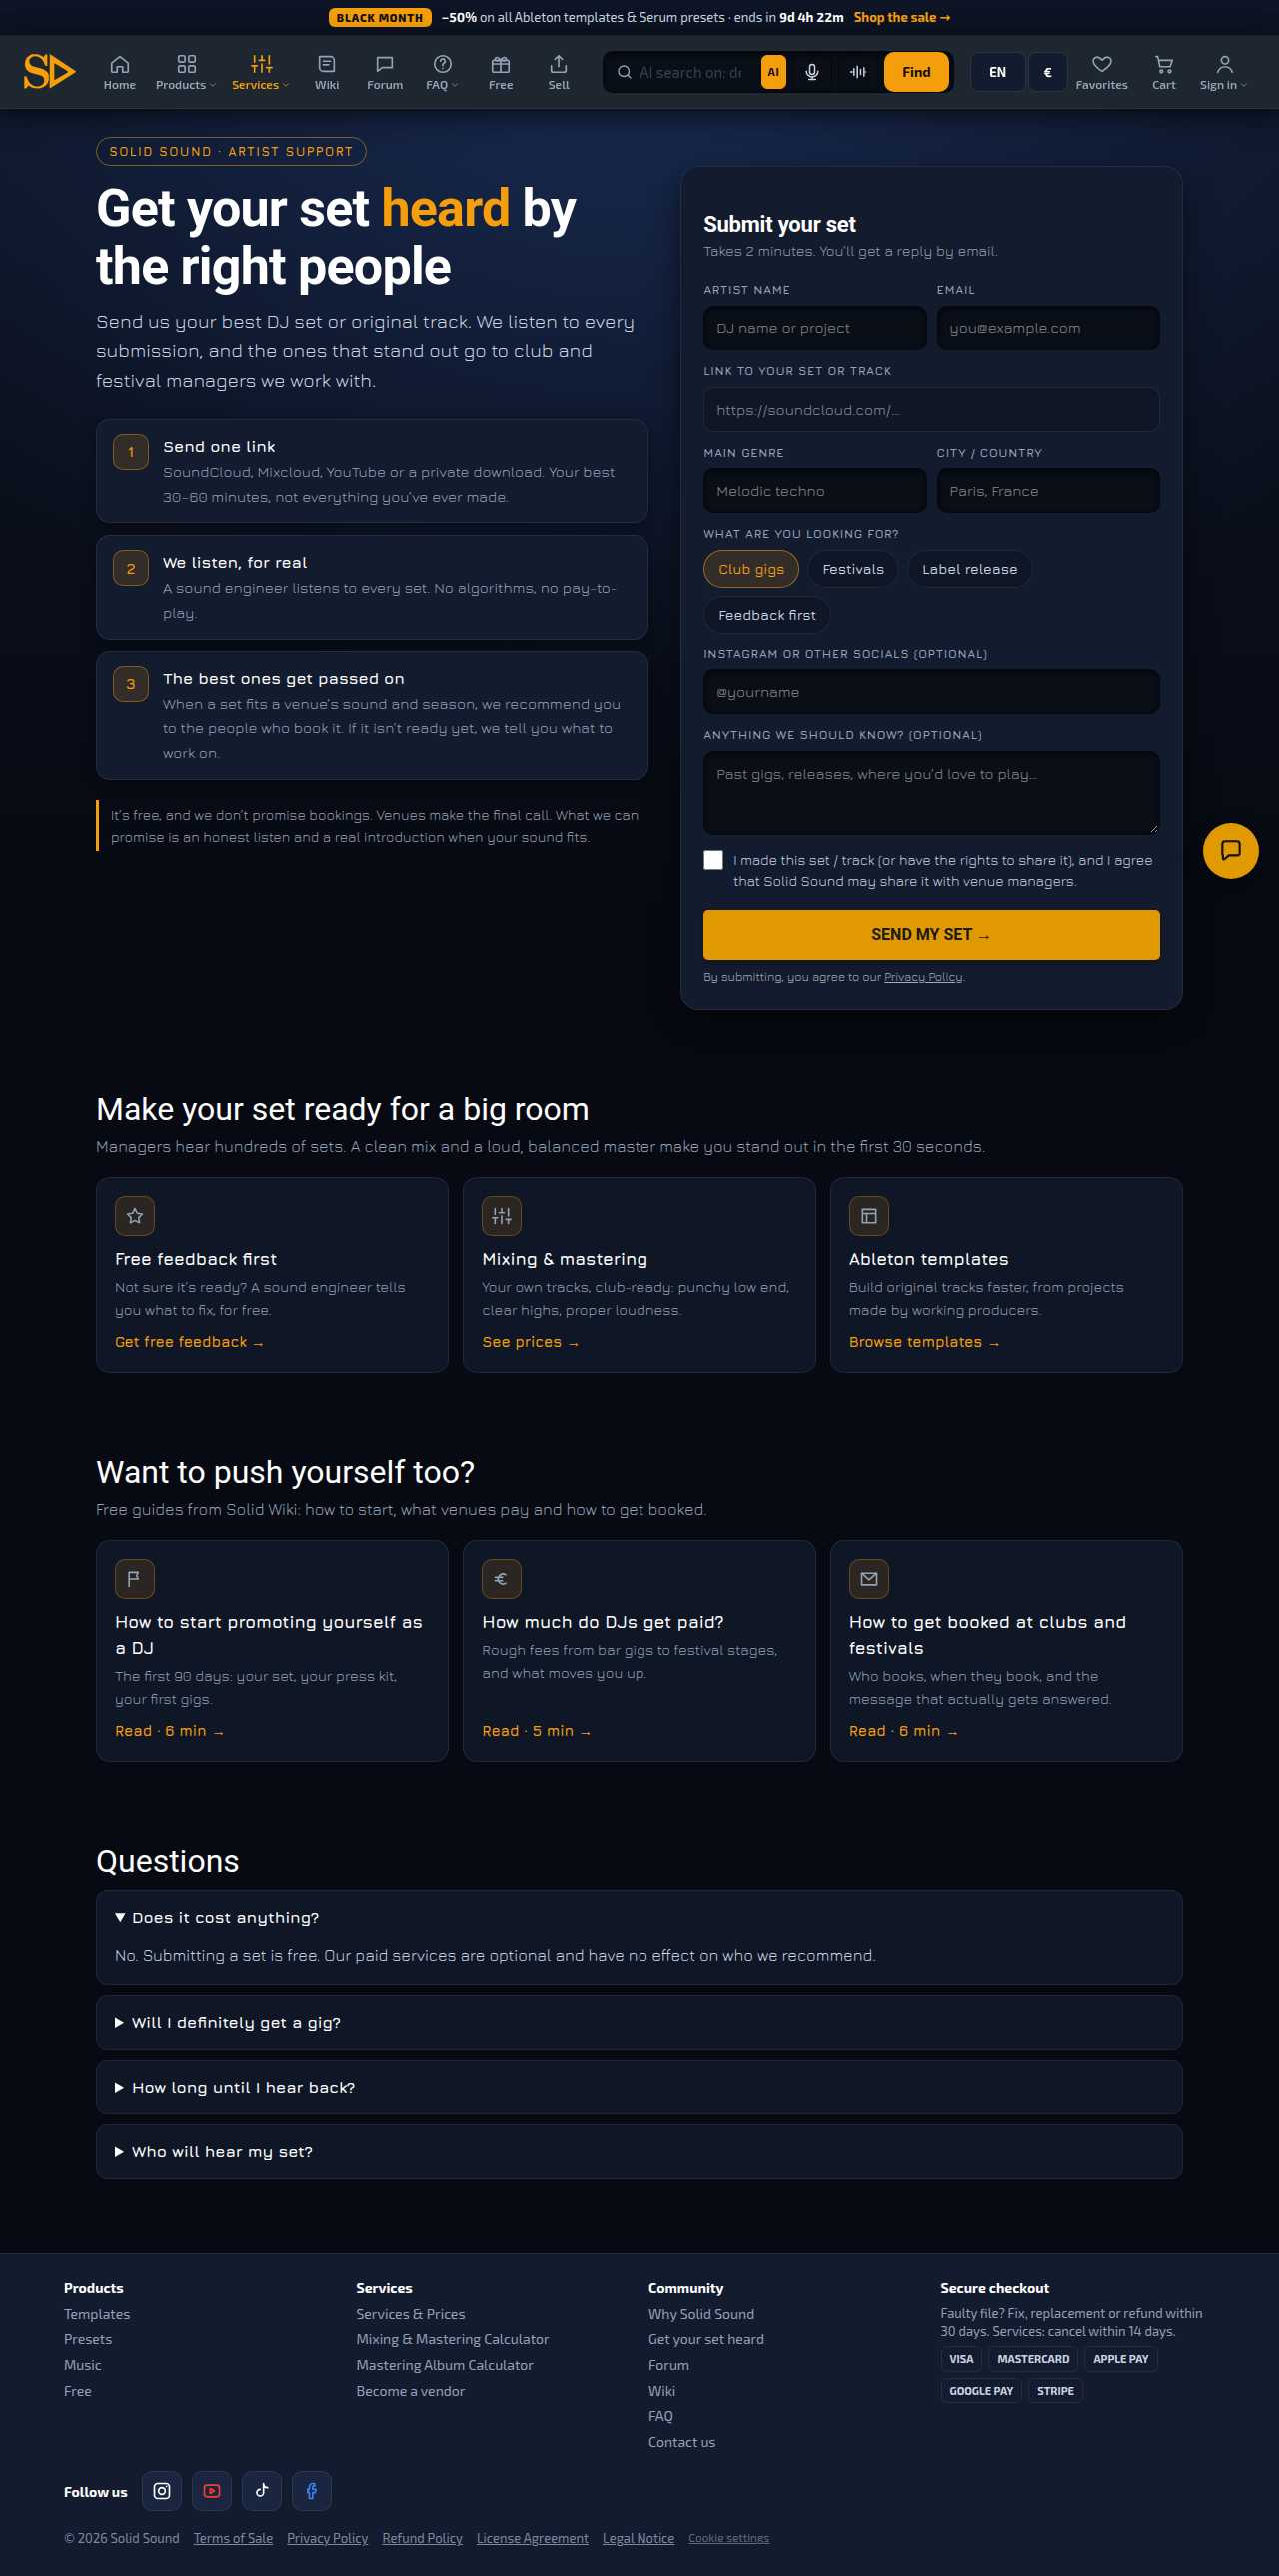 BLACK MONTH −50% on all Ableton templates & Serum presets · ends in 9d 4h 22m Shop the sale →
Home
Products
Services
Wiki
Forum
FAQ
Free
Sell
AI search on: dr
AI
Find
EN
€
Favorites
Cart
Sign in
SOLID SOUND · ARTIST SUPPORT
Get your set heard by
the right people
Send us your best DJ set or original track. We listen to every
submission, and the ones that stand out go to club and
festival managers we work with.
1
Send one link
SoundCloud, Mixcloud, YouTube or a private download. Your best
30–60 minutes, not everything you've ever made.
2
We listen, for real
A sound engineer listens to every set. No algorithms, no pay-to-
play.
3
The best ones get passed on
When a set fits a venue's sound and season, we recommend you
to the people who book it. If it isn't ready yet, we tell you what to
work on.
It's free, and we don't promise bookings. Venues make the final call. What we can
promise is an honest listen and a real introduction when your sound fits.
Submit your set
Takes 2 minutes. You'll get a reply by email.
ARTIST NAME
EMAIL
DJ name or project
you@example.com
LINK TO YOUR SET OR TRACK
https://soundcloud.com/...
MAIN GENRE
CITY / COUNTRY
Melodic techno
Paris, France
WHAT ARE YOU LOOKING FOR?
Club gigs
Festivals
Label release
Feedback first
INSTAGRAM OR OTHER SOCIALS (OPTIONAL)
@yourname
ANYTHING WE SHOULD KNOW? (OPTIONAL)
Past gigs, releases, where you'd love to play...
I made this set / track (or have the rights to share it), and I agree
that Solid Sound may share it with venue managers.
SEND MY SET →
By submitting, you agree to our Privacy Policy.
Make your set ready for a big room
Managers hear hundreds of sets. A clean mix and a loud, balanced master make you stand out in the first 30 seconds.
Free feedback first
Not sure it's ready? A sound engineer tells
you what to fix, for free.
Get free feedback →
Mixing & mastering
Your own tracks, club-ready: punchy low end,
clear highs, proper loudness.
See prices →
Ableton templates
Build original tracks faster, from projects
made by working producers.
Browse templates →
Want to push yourself too?
Free guides from Solid Wiki: how to start, what venues pay and how to get booked.
How to start promoting yourself as
a DJ
The first 90 days: your set, your press kit,
your first gigs.
Read · 6 min →
€
How much do DJs get paid?
Rough fees from bar gigs to festival stages,
and what moves you up.
Read · 5 min →
How to get booked at clubs and
festivals
Who books, when they book, and the
message that actually gets answered.
Read · 6 min →
Questions
▼ Does it cost anything?
No. Submitting a set is free. Our paid services are optional and have no effect on who we recommend.
▶ Will I definitely get a gig?
▶ How long until I hear back?
▶ Who will hear my set?
Products
Templates
Presets
Music
Free
Services
Services & Prices
Mixing & Mastering Calculator
Mastering Album Calculator
Become a vendor
Community
Why Solid Sound
Get your set heard
Forum
Wiki
FAQ
Contact us
Secure checkout
Faulty file? Fix, replacement or refund within
30 days. Services: cancel within 14 days.
VISA
MASTERCARD
APPLE PAY
GOOGLE PAY
STRIPE
Follow us
© 2026 Solid Sound Terms of Sale Privacy Policy Refund Policy License Agreement Legal Notice Cookie settings